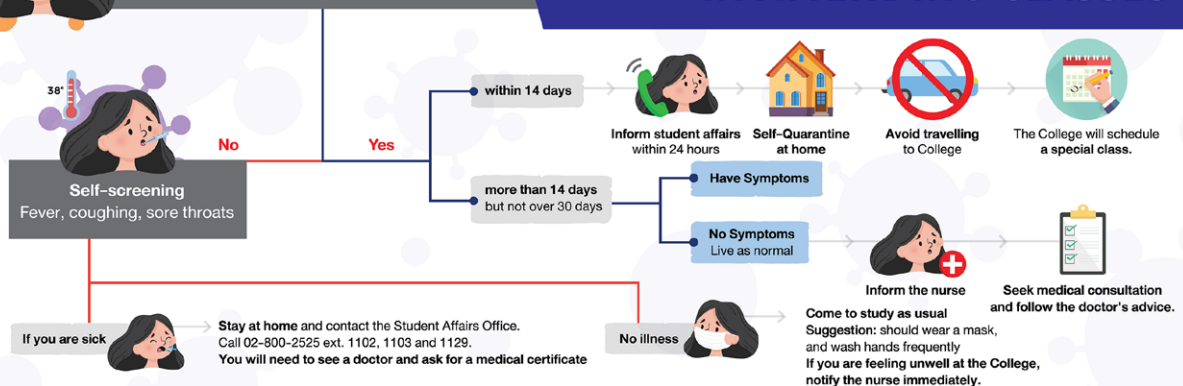 38°
No
Yes
Self-screening
Fever, coughing, sore throats
within 14 days
Inform student affairs
within 24 hours
Self-Quarantine
at home
Avoid travelling
to College
The College will schedule
a special class.
more than 14 days
but not over 30 days
Have Symptoms
No Symptoms
Live as normal
Inform the nurse
Seek medical consultation
and follow the doctor's advice.
If you are sick
Stay at home and contact the Student Affairs Office.
Call 02-800-2525 ext. 1102, 1103 and 1129.
You will need to see a doctor and ask for a medical certificate
No illness
Come to study as usual
Suggestion: should wear a mask,
and wash hands frequently
If you are feeling unwell at the College,
notify the nurse immediately.